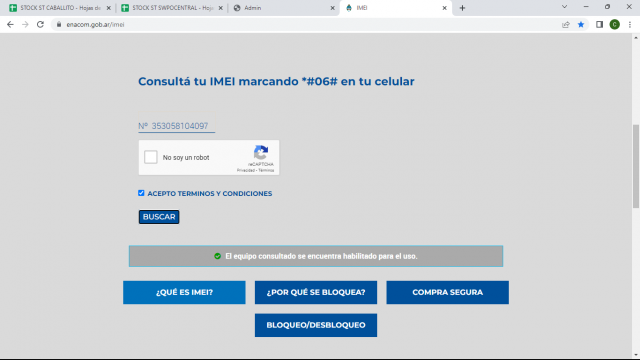 STOCK ST CABALLITO - Hojas de
STOCK ST SWPOCENTRAL - Hoja
Admin
IMEI
enacom.gob.ar/imei
Consultá tu IMEI marcando *#06# en tu celular
Nº 353058104097
No soy un robot
reCAPTCHA
Privacidad - Términos
ACEPTO TERMINOS Y CONDICIONES
BUSCAR
El equipo consultado se encuentra habilitado para el uso.
¿QUÉ ES IMEI?
¿POR QUÉ SE BLOQUEA?
COMPRA SEGURA
BLOQUEO/DESBLOQUEO